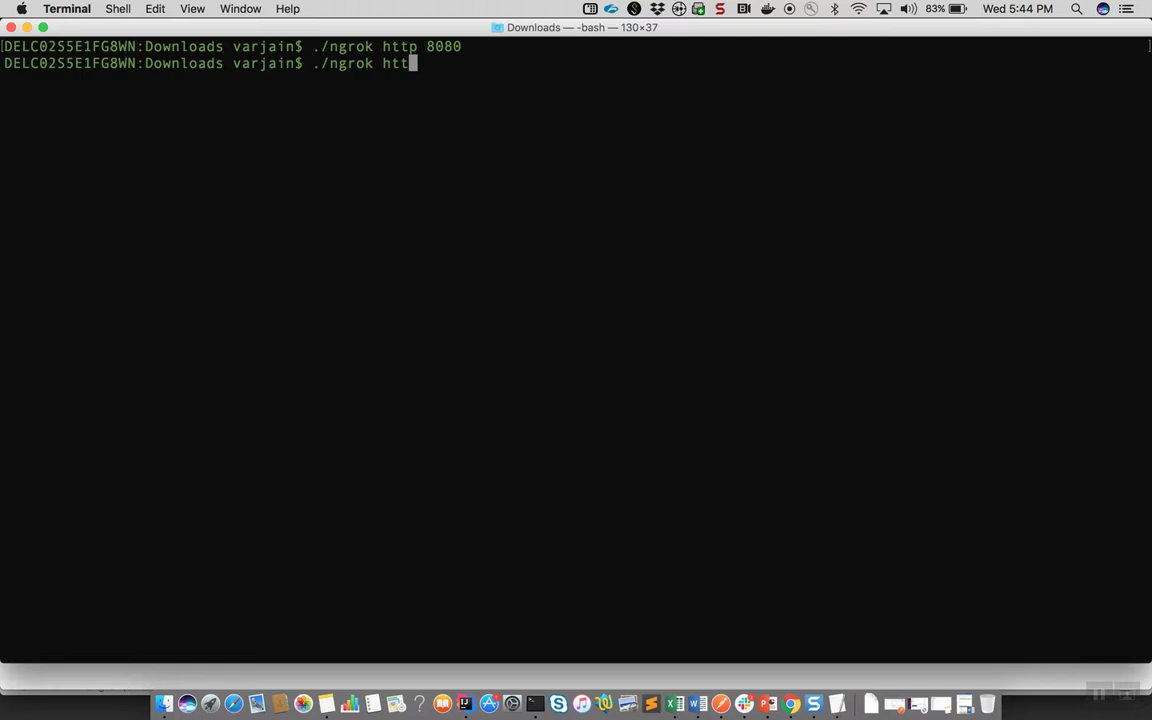 Terminal Shell Edit View Window Help 83% Wed 5:44 PM
Downloads — -bash — 130×37
DELC02S5E1FG8WN:Downloads varjain$ ./ngrok http 8080
DELC02S5E1FG8WN:Downloads varjain$ ./ngrok htt